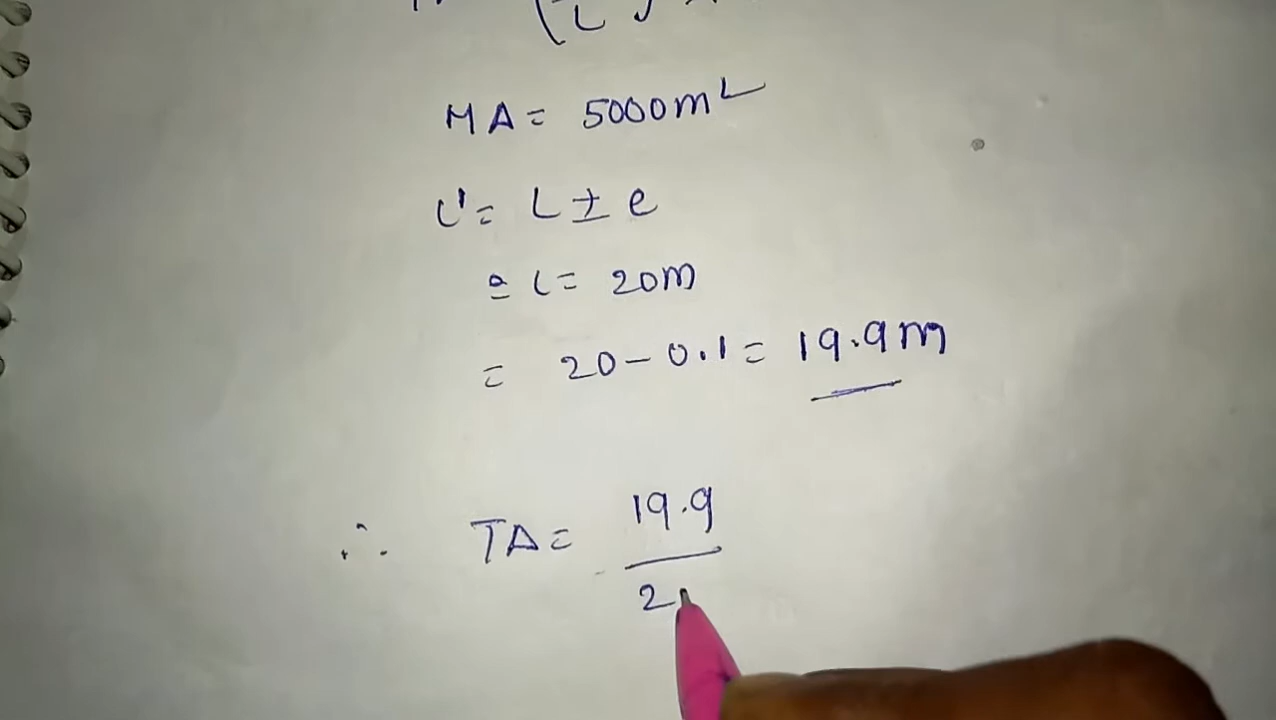 (L
MA = 5000m²
L' = L ± e
a L = 20m
= 20 - 0.1 = 19.9m
∴ TA = 19.9
2